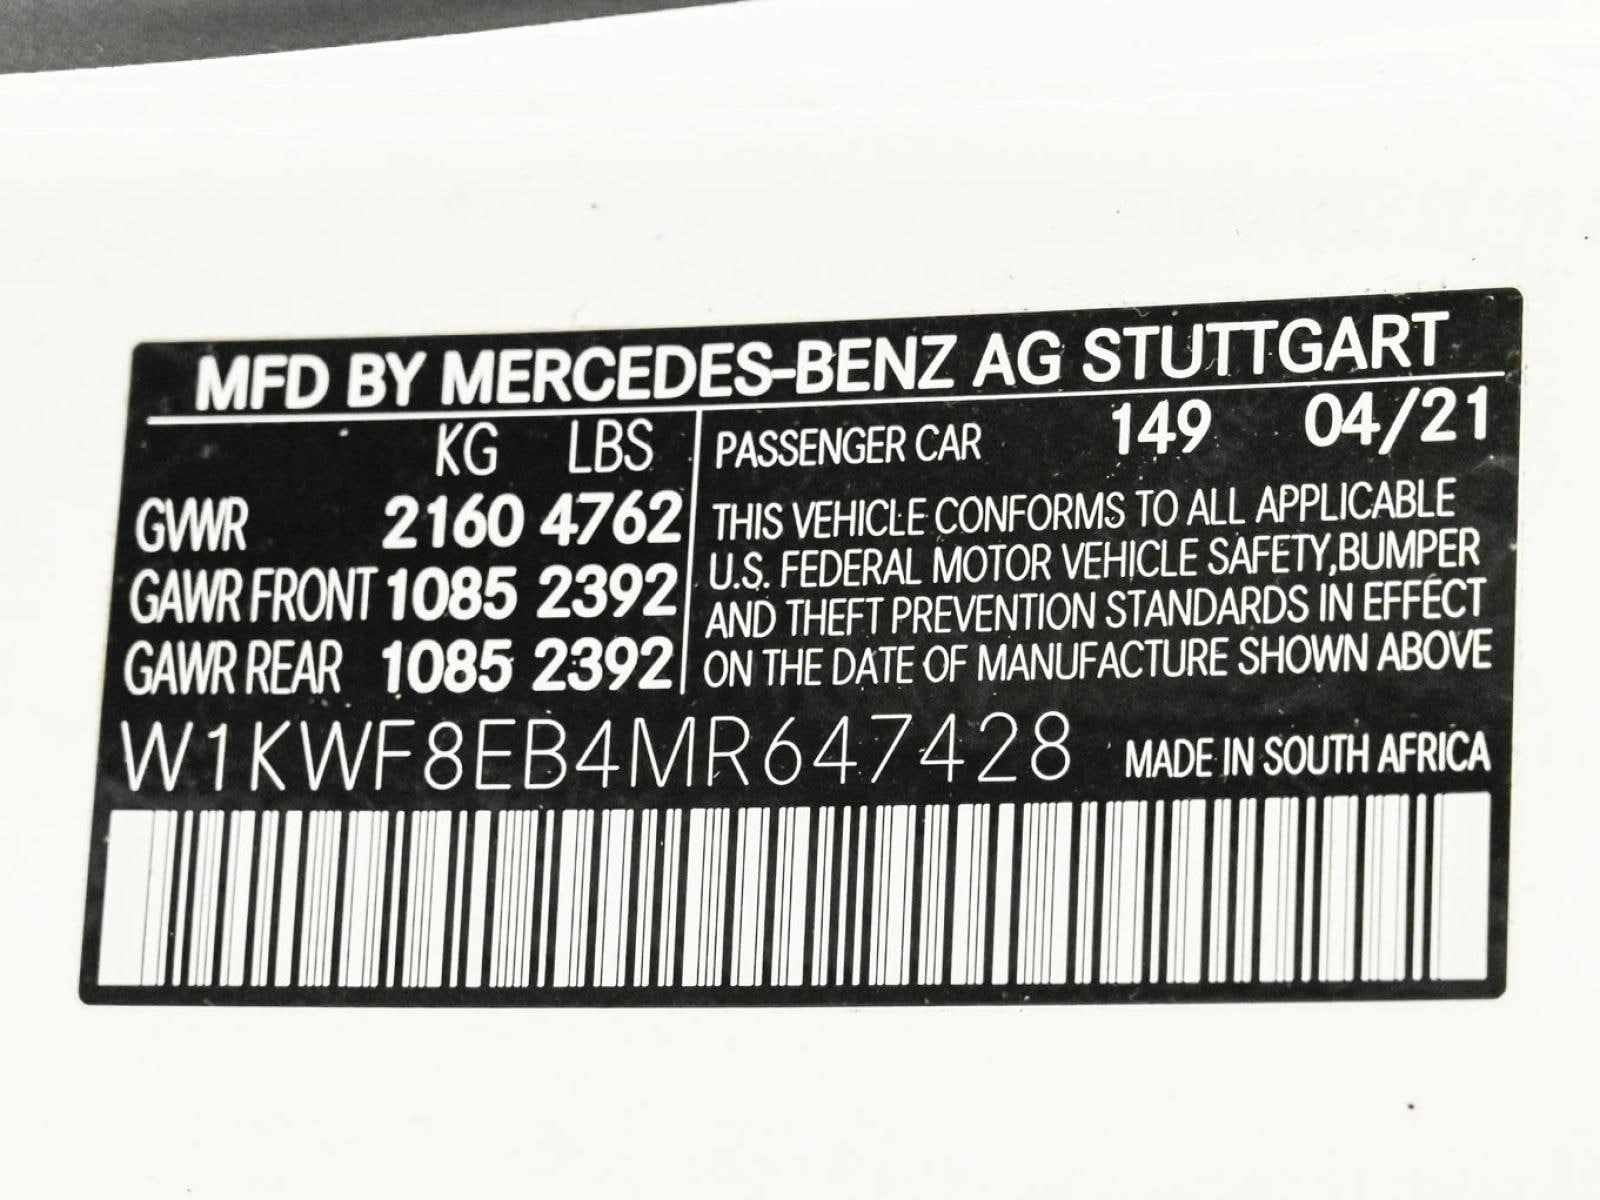 MFD BY MERCEDES-BENZ AG STUTTGART
KG LBS
GVWR 2160 4762
GAWR FRONT 1085 2392
GAWR REAR 1085 2392
PASSENGER CAR 149 04/21
THIS VEHICLE CONFORMS TO ALL APPLICABLE
U.S. FEDERAL MOTOR VEHICLE SAFETY,BUMPER
AND THEFT PREVENTION STANDARDS IN EFFECT
ON THE DATE OF MANUFACTURE SHOWN ABOVE
W1KWF8EB4MR647428 MADE IN SOUTH AFRICA